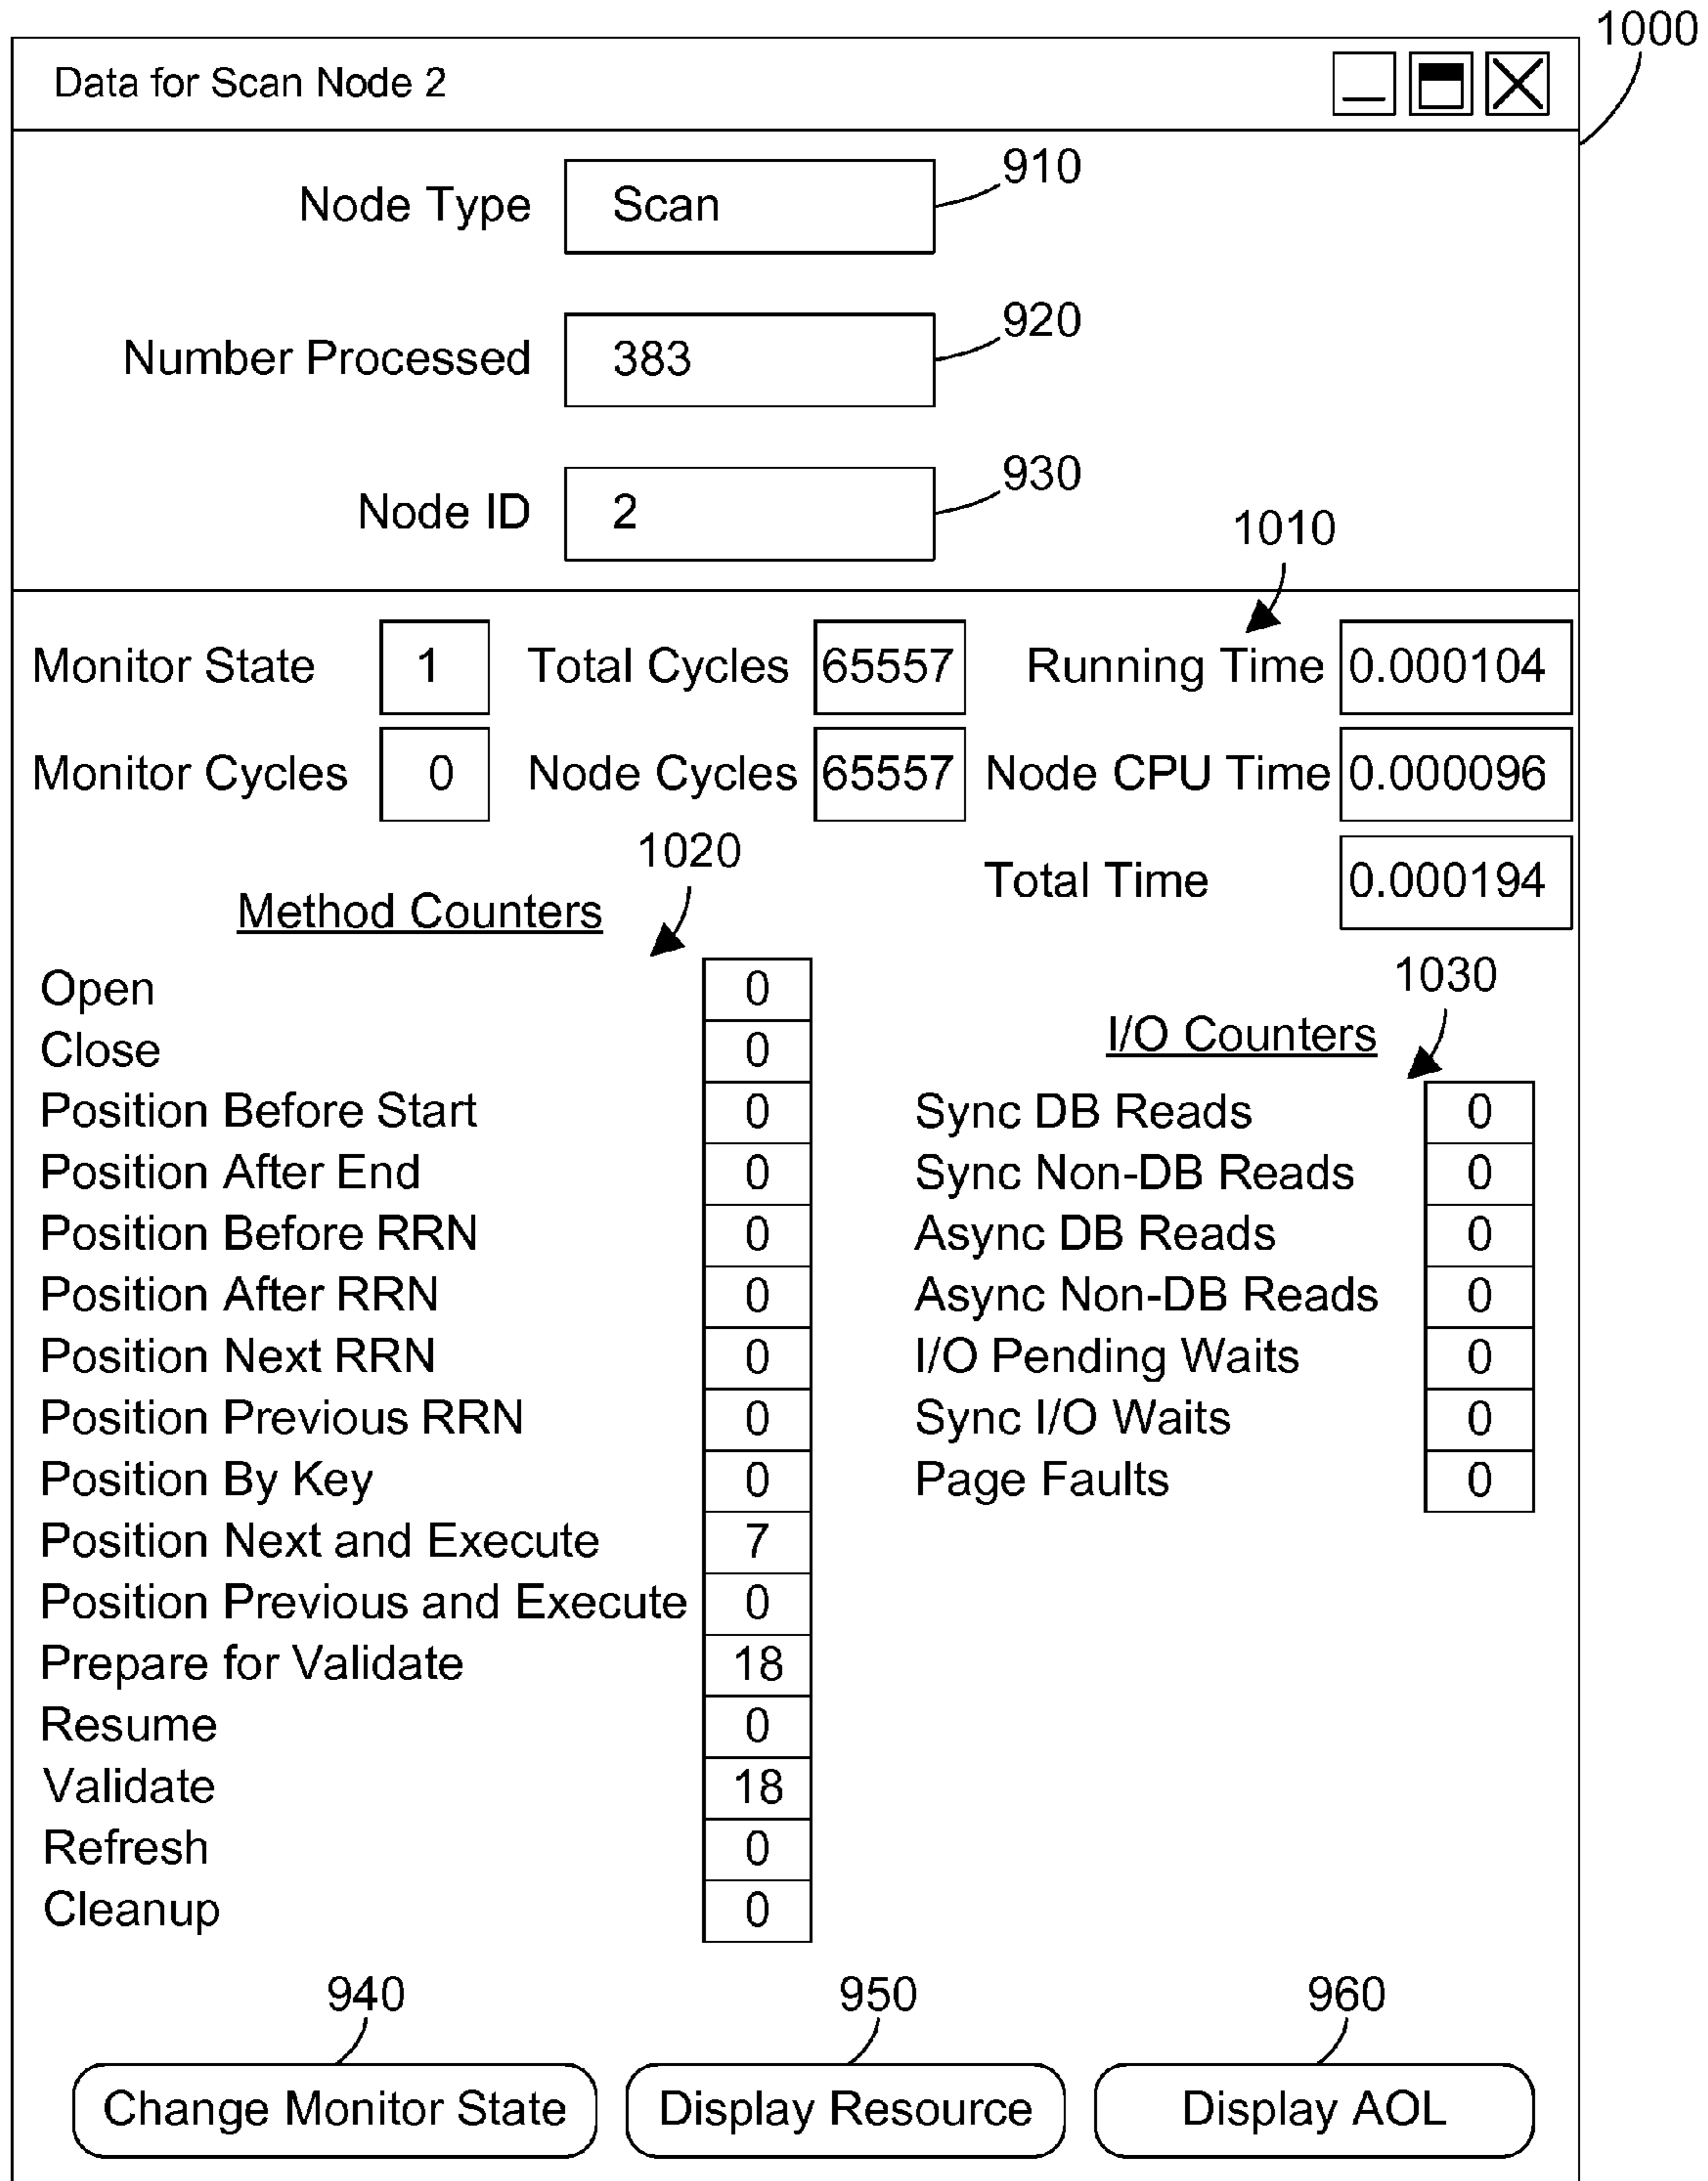 1000
Data for Scan Node 2
Node Type Scan 910
Number Processed 383 920
Node ID 2 930
1010
Monitor State 1 Total Cycles 65557 Running Time 0.000104
Monitor Cycles 0 Node Cycles 65557 Node CPU Time 0.000096
1020
Total Time 0.000194
Method Counters
Open 0
1030
Close 0
I/O Counters
Position Before Start 0 Sync DB Reads 0
Position After End 0 Sync Non-DB Reads 0
Position Before RRN 0 Async DB Reads 0
Position After RRN 0 Async Non-DB Reads 0
Position Next RRN 0 I/O Pending Waits 0
Position Previous RRN 0 Sync I/O Waits 0
Position By Key 0 Page Faults 0
Position Next and Execute 7
Position Previous and Execute 0
Prepare for Validate 18
Resume 0
Validate 18
Refresh 0
Cleanup 0
940 950 960
Change Monitor State Display Resource Display AOL